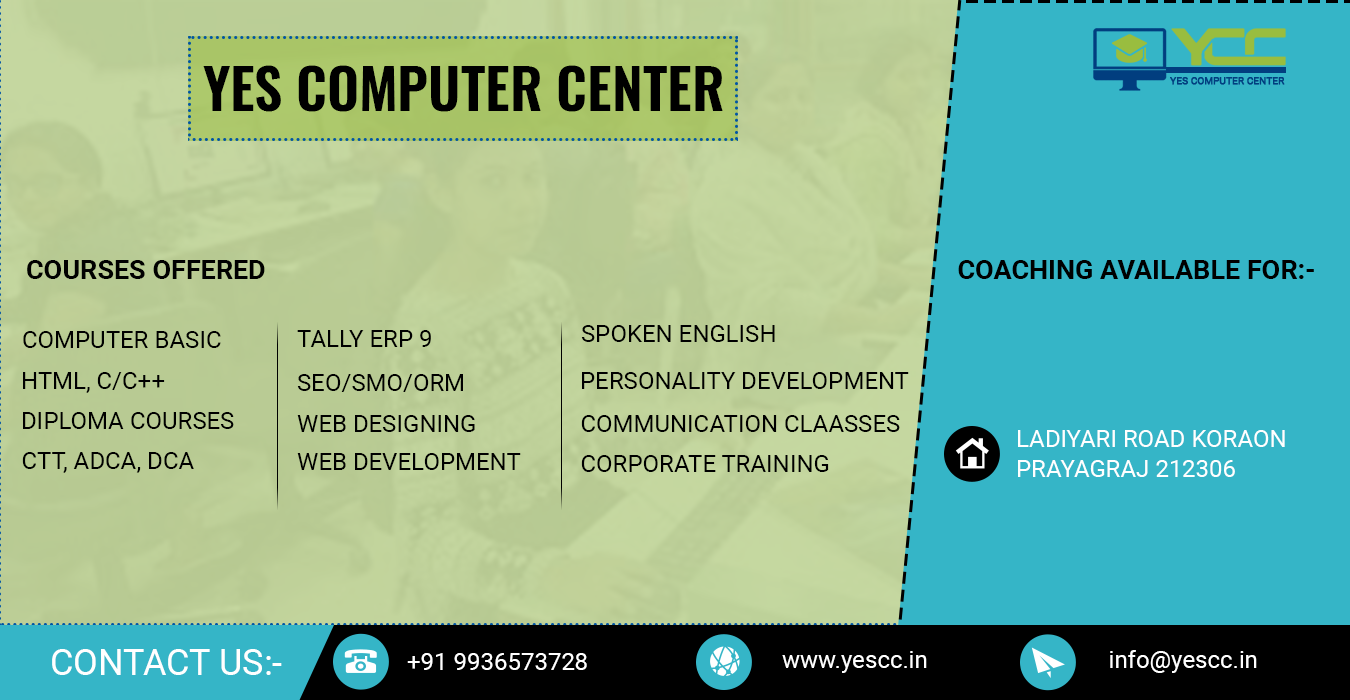 YES COMPUTER CENTER
YCC
YES COMPUTER CENTER
COURSES OFFERED
COMPUTER BASIC
HTML, C/C++
DIPLOMA COURSES
CTT, ADCA, DCA
TALLY ERP 9
SEO/SMO/ORM
WEB DESIGNING
WEB DEVELOPMENT
SPOKEN ENGLISH
PERSONALITY DEVELOPMENT
COMMUNICATION CLAASSES
CORPORATE TRAINING
COACHING AVAILABLE FOR:-
LADIYARI ROAD KORAON
PRAYAGRAJ 212306
CONTACT US:-
+91 9936573728
www.yescc.in
info@yescc.in